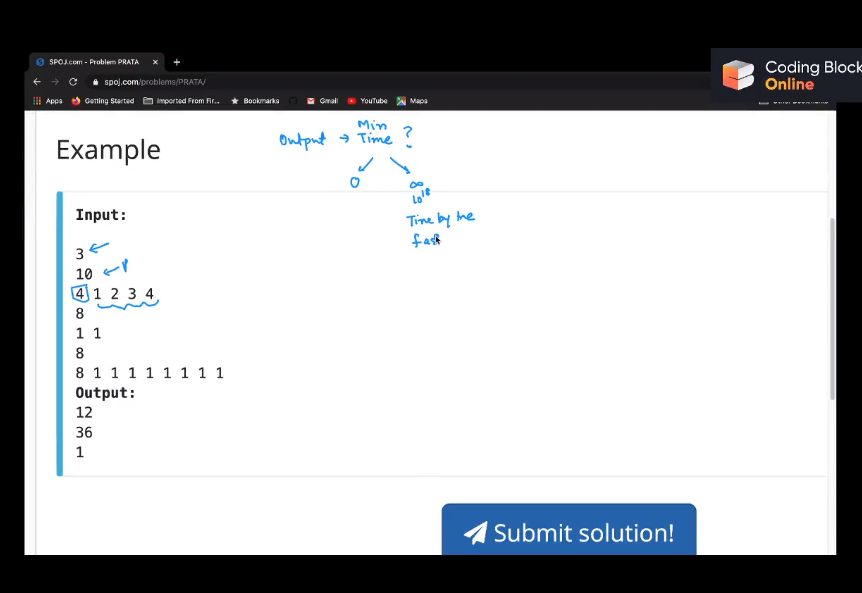 SPOJ.com - Problem PRATA
spoj.com/problems/PRATA/
Apps Getting Started Imported From Fir... Bookmarks Gmail YouTube Maps
Coding Block
Online
Example
Output → Min Time ?
0 ∞
10^18
Time by the
fast
Input:
3
10 P
4 1 2 3 4
8
1 1
8
8 1 1 1 1 1 1 1 1
Output:
12
36
1
Submit solution!